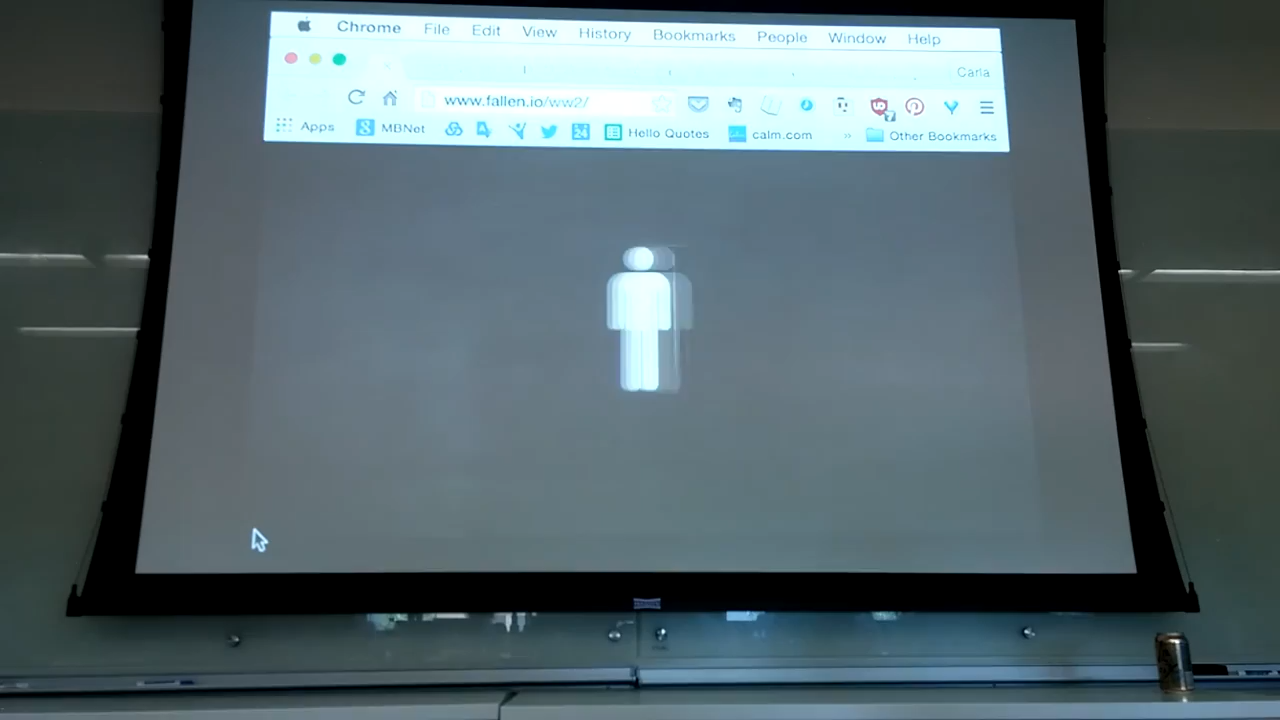 Chrome File Edit View History Bookmarks People Window Help
Carla
www.fallen.io/ww2/
Apps MBNet Hello Quotes calm.com » Other Bookmarks